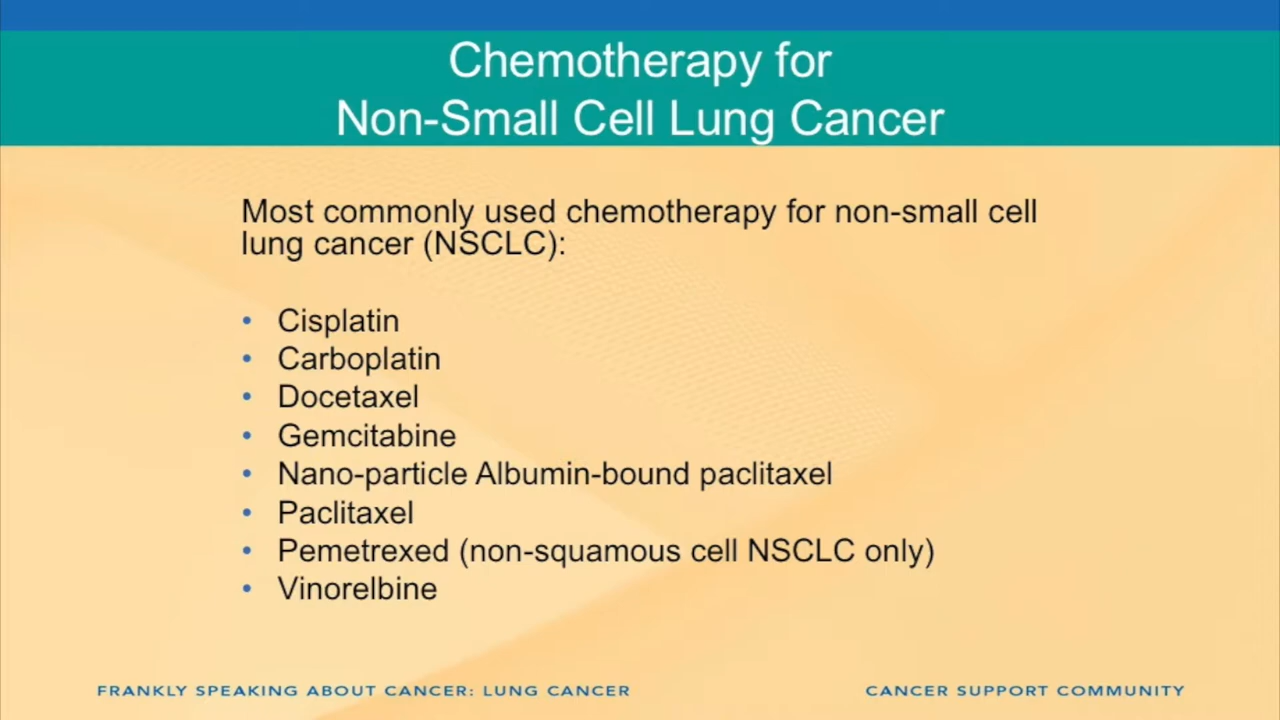 Chemotherapy for
Non-Small Cell Lung Cancer
Most commonly used chemotherapy for non-small cell
lung cancer (NSCLC):
• Cisplatin
• Carboplatin
• Docetaxel
• Gemcitabine
• Nano-particle Albumin-bound paclitaxel
• Paclitaxel
• Pemetrexed (non-squamous cell NSCLC only)
• Vinorelbine
FRANKLY SPEAKING ABOUT CANCER: LUNG CANCER
CANCER SUPPORT COMMUNITY